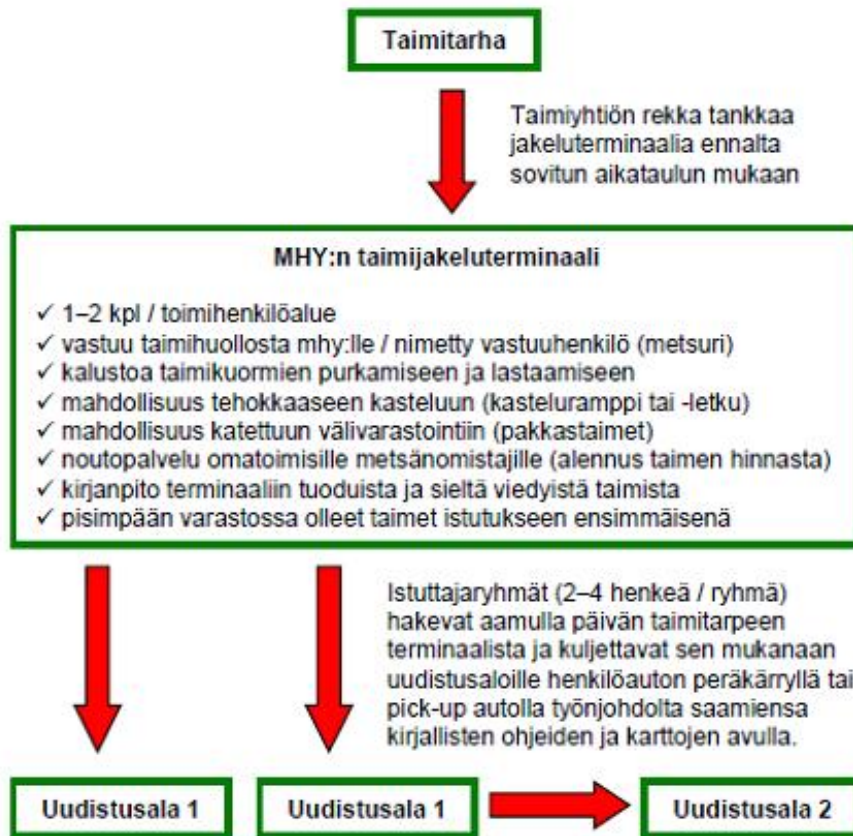 Taimitarha
Taimiyhtiön rekka tankkaa
jakeluterminaalia ennalta
sovitun aikataulun mukaan
MHY:n taimijakeluterminaali
✓ 1–2 kpl / toimihenkilöalue
✓ vastuu taimihuollosta mhy:lle / nimetty vastuuhenkilö (metsuri)
✓ kalustoa taimikuormien purkamiseen ja lastaamiseen
✓ mahdollisuus tehokkaaseen kasteluun (kasteluramppi tai -letku)
✓ mahdollisuus katettuun välivarastointiin (pakkastaimet)
✓ noutopalvelu omatoimisille metsänomistajille (alennus taimen hinnasta)
✓ kirjanpito terminaaliin tuoduista ja sieltä viedyistä taimista
✓ pisimpään varastossa olleet taimet istutukseen ensimmäisenä
Istuttajaryhmät (2–4 henkeä / ryhmä)
hakevat aamulla päivän taimitarpeen
terminaalista ja kuljettavat sen mukanaan
uudistusaloille henkilöauton peräkärryllä tai
pick-up autolla työnjohdolta saamiensa
kirjallisten ohjeiden ja karttojen avulla.
Uudistusala 1
Uudistusala 1
Uudistusala 2